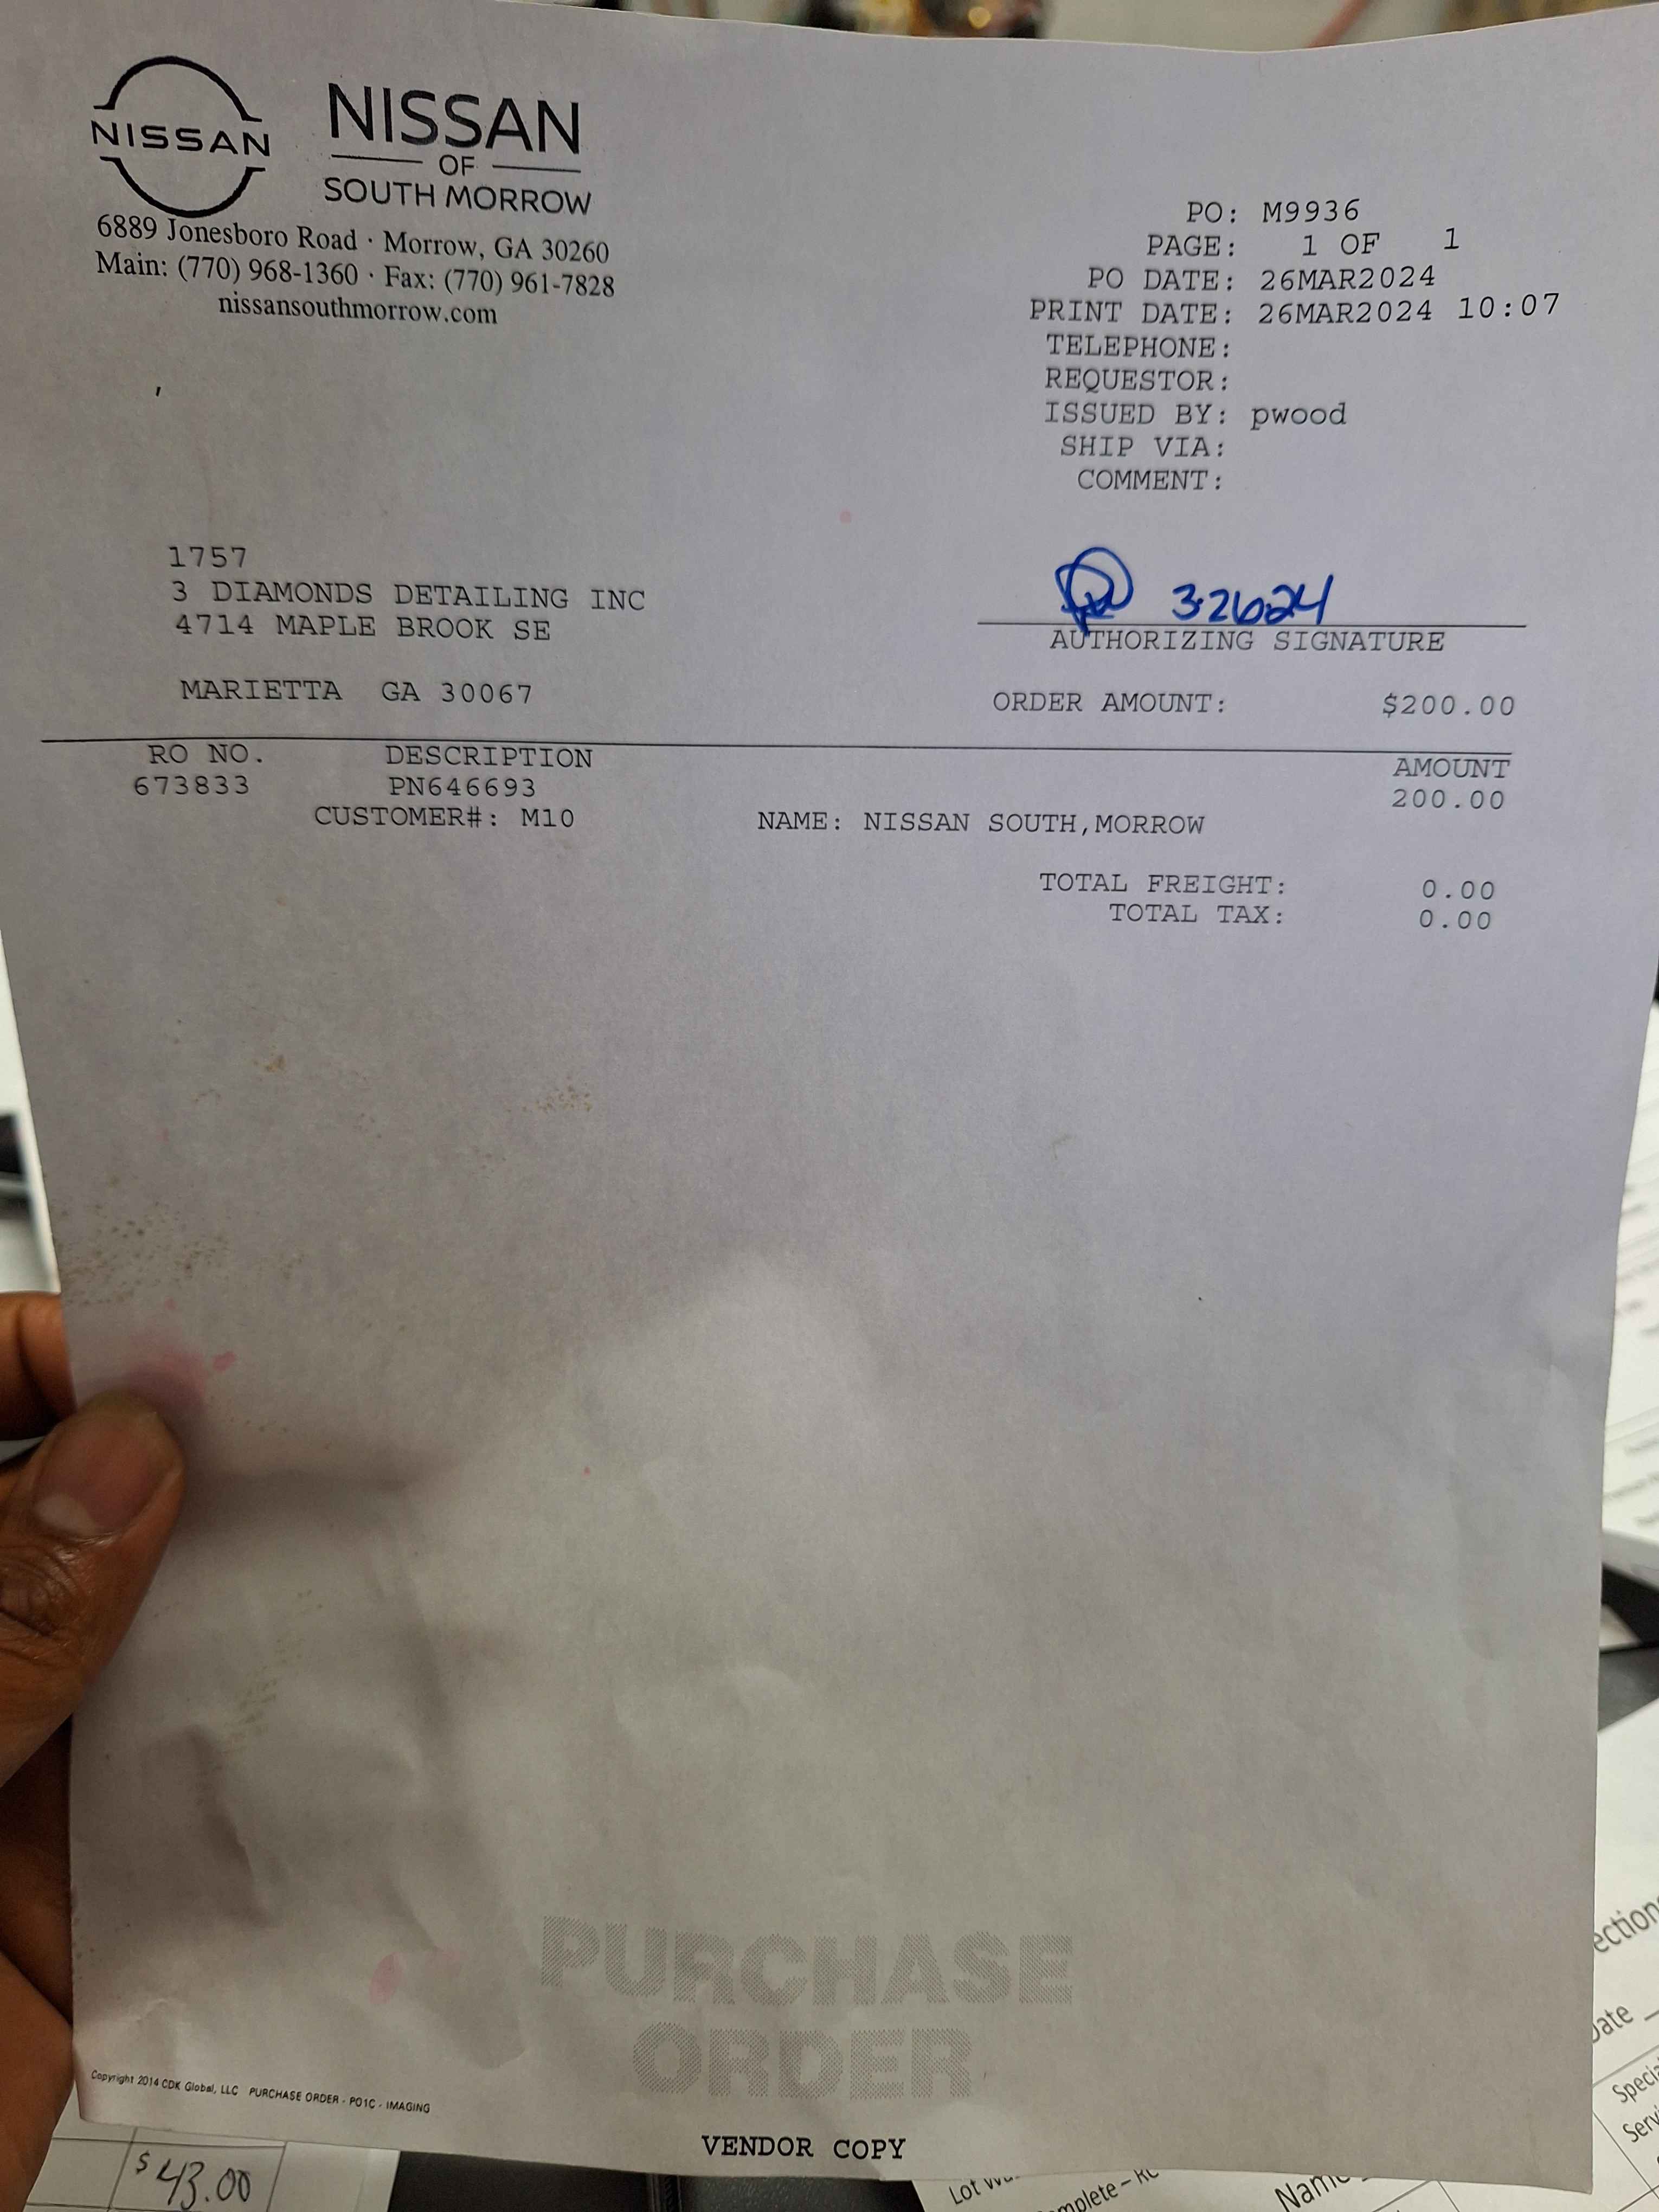 NISSAN
NISSAN
OF
SOUTH MORROW
6889 Jonesboro Road · Morrow, GA 30260
Main: (770) 968-1360 · Fax: (770) 961-7828
nissansouthmorrow.com
PO: M9936
PAGE: 1 OF 1
PO DATE: 26MAR2024
PRINT DATE: 26MAR2024 10:07
TELEPHONE:
REQUESTOR:
ISSUED BY: pwood
SHIP VIA:
COMMENT:
1757
3 DIAMONDS DETAILING INC
4714 MAPLE BROOK SE
MARIETTA GA 30067
3·26·24
AUTHORIZING SIGNATURE
ORDER AMOUNT: $200.00
RO NO. DESCRIPTION AMOUNT
673833 PN646693 200.00
CUSTOMER#: M10 NAME: NISSAN SOUTH,MORROW
TOTAL FREIGHT: 0.00
TOTAL TAX: 0.00
PURCHASE
ORDER
Copyright 2014 CDK Global, LLC PURCHASE ORDER - PO1C - IMAGING
VENDOR COPY
$43.00
Lot
Name